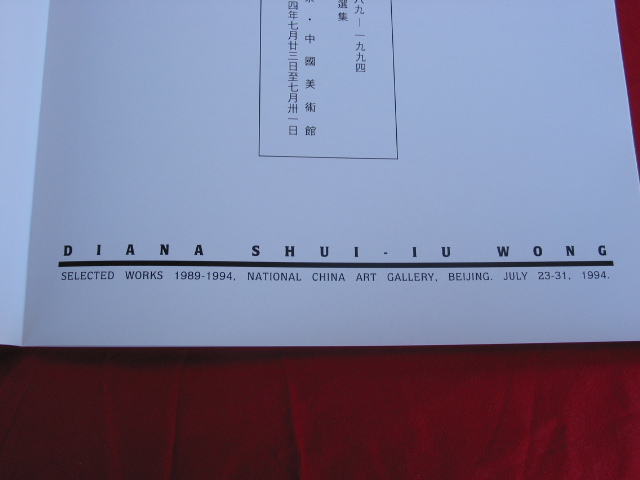 八九—一九九四
選集
京・中國美術館
四年七月廿三日至七月卅一日
DIANA SHUI-IU WONG
SELECTED WORKS 1989-1994, NATIONAL CHINA ART GALLERY, BEIJING. JULY 23-31, 1994.